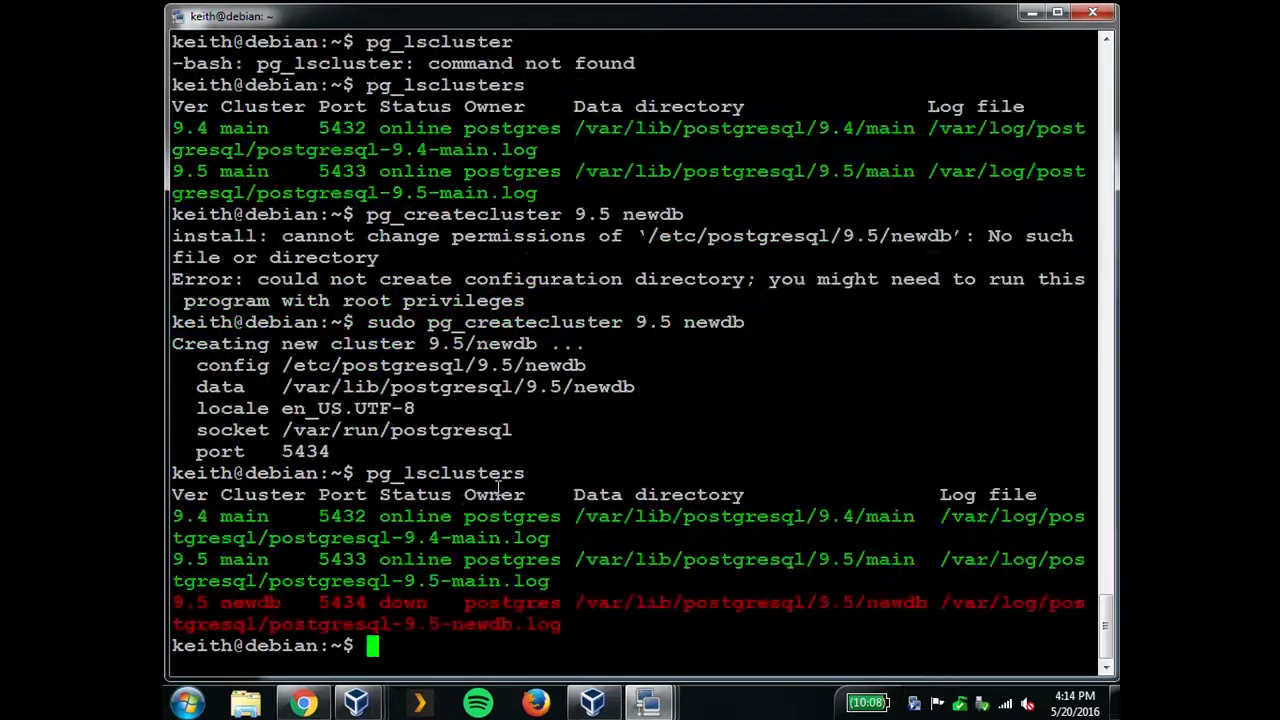 keith@debian: ~
keith@debian:~$ pg_lscluster
-bash: pg_lscluster: command not found
keith@debian:~$ pg_lsclusters
Ver Cluster Port Status Owner    Data directory               Log file
9.4 main    5432 online postgres /var/lib/postgresql/9.4/main /var/log/post
gresql/postgresql-9.4-main.log
9.5 main    5433 online postgres /var/lib/postgresql/9.5/main /var/log/post
gresql/postgresql-9.5-main.log
keith@debian:~$ pg_createcluster 9.5 newdb
install: cannot change permissions of ‘/etc/postgresql/9.5/newdb’: No such
file or directory
Error: could not create configuration directory; you might need to run this
 program with root privileges
keith@debian:~$ sudo pg_createcluster 9.5 newdb
Creating new cluster 9.5/newdb ...
  config /etc/postgresql/9.5/newdb
  data   /var/lib/postgresql/9.5/newdb
  locale en_US.UTF-8
  socket /var/run/postgresql
  port   5434
keith@debian:~$ pg_lsclusters
Ver Cluster Port Status Owner    Data directory                Log file
9.4 main    5432 online postgres /var/lib/postgresql/9.4/main  /var/log/pos
tgresql/postgresql-9.4-main.log
9.5 main    5433 online postgres /var/lib/postgresql/9.5/main  /var/log/pos
tgresql/postgresql-9.5-main.log
9.5 newdb   5434 down   postgres /var/lib/postgresql/9.5/newdb /var/log/pos
tgresql/postgresql-9.5-newdb.log
keith@debian:~$
(10:08)
4:14 PM
5/20/2016